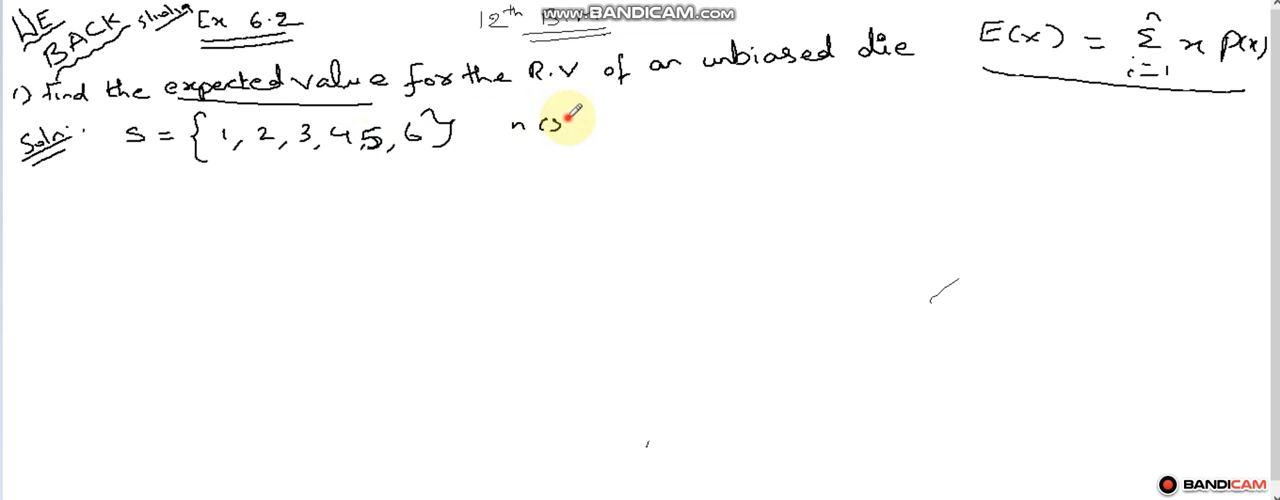 WE BACK Ex 6.2 12th
www.BANDICAM.com
E(x) = n Σ i=1 x p(x)
1) Find the expected value for the R.V of an unbiased die
Soln:- S = { 1, 2, 3, 4, 5, 6 } n (s
BANDICAM